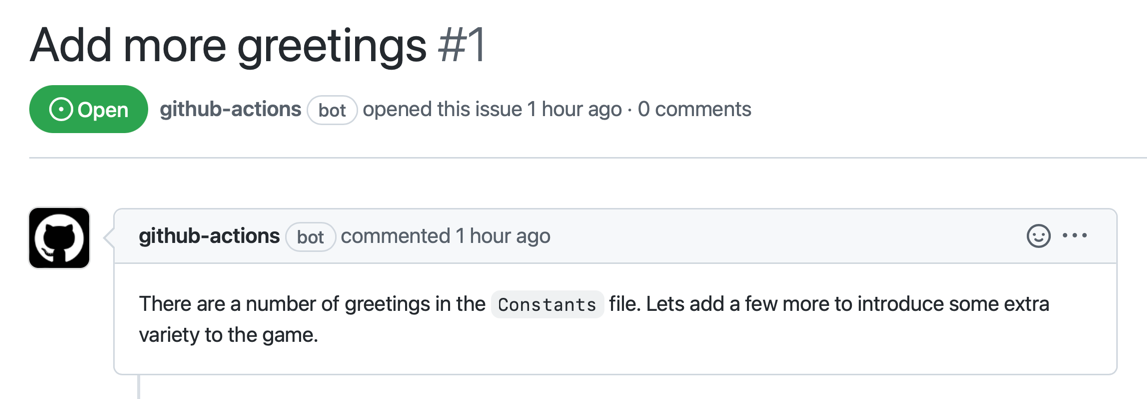 Add more greetings #1
Open github-actions bot opened this issue 1 hour ago · 0 comments
github-actions bot commented 1 hour ago
There are a number of greetings in the Constants file. Lets add a few more to introduce some extra
variety to the game.